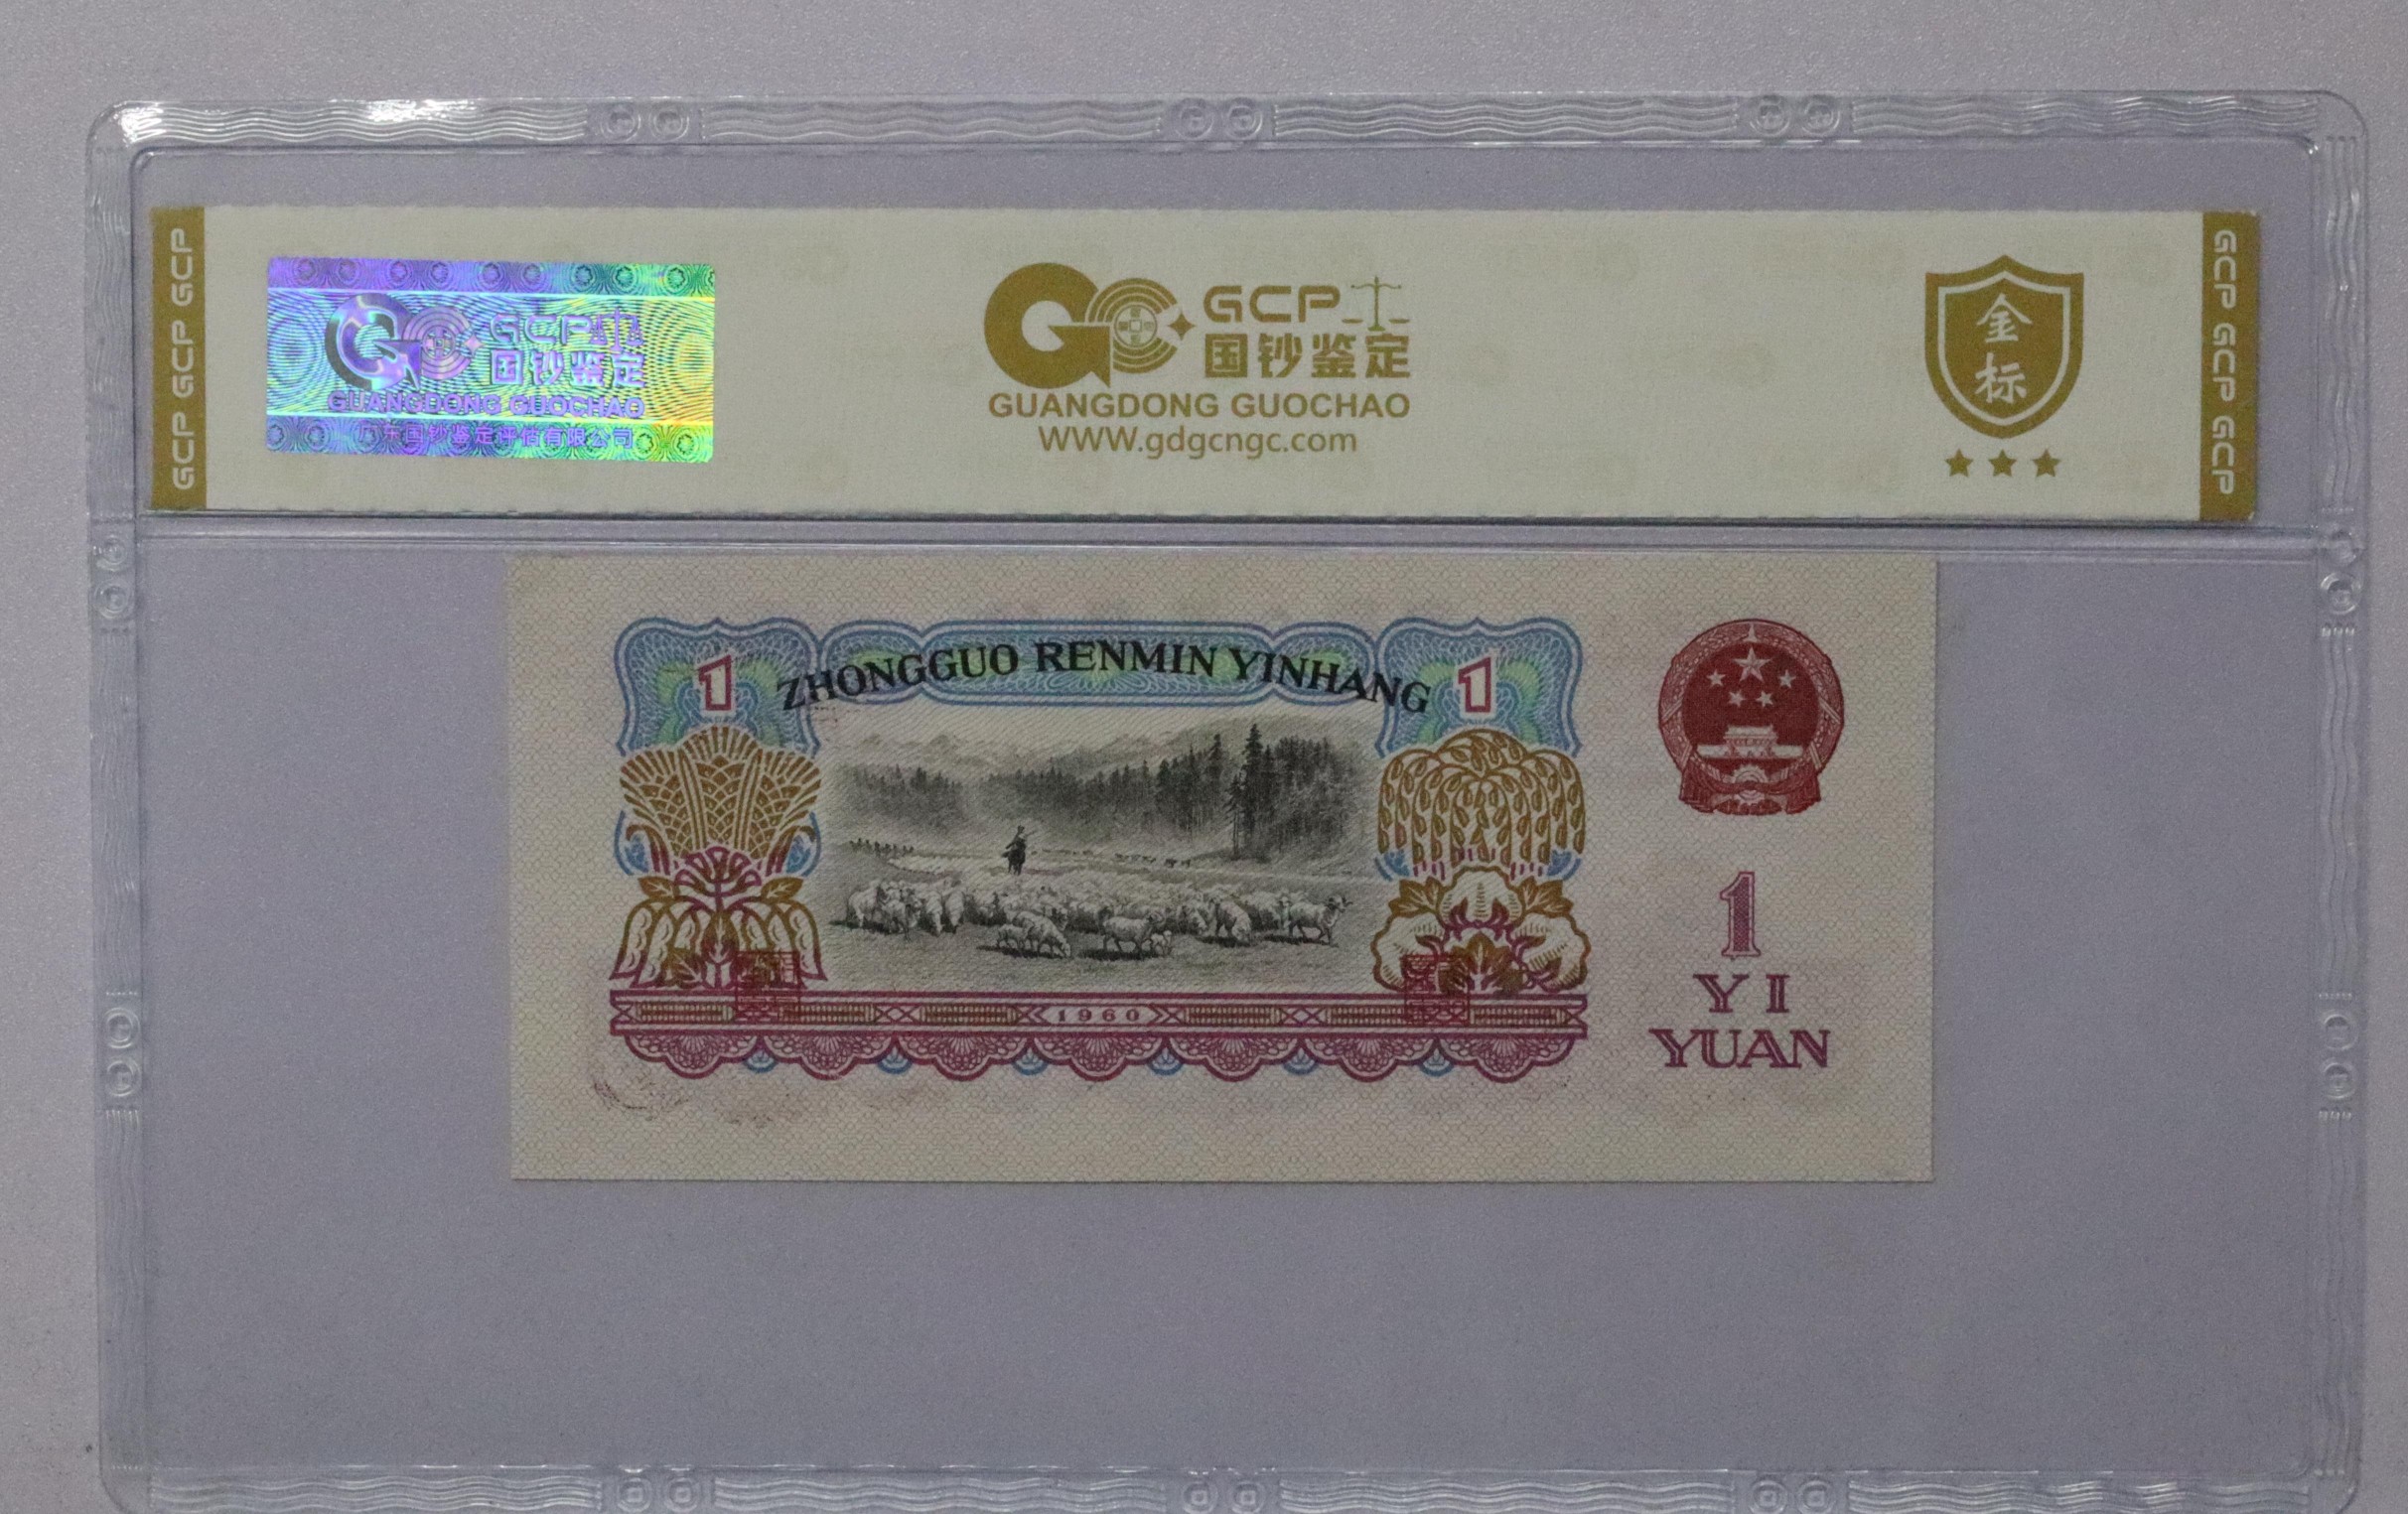 GCP GCP GCP
GCP
国钞鉴定
GUANGDONG GUOCHAO
广东国钞鉴定评估有限公司
GCP
国钞鉴定
GUANGDONG GUOCHAO
WWW.gdgcngc.com
金
标
GCP GCP GCP
1
ZHONGGUO RENMIN YINHANG
1
1960
1
YI
YUAN